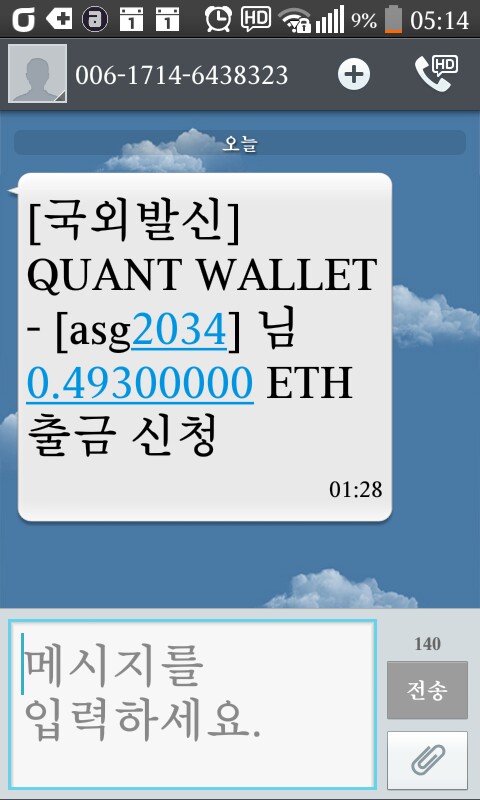 9% 05:14
006-1714-6438323
오늘
[국외발신]
QUANT WALLET
- [asg2034] 님
0.49300000 ETH
출금 신청
01:28
메시지를
입력하세요.
140
전송